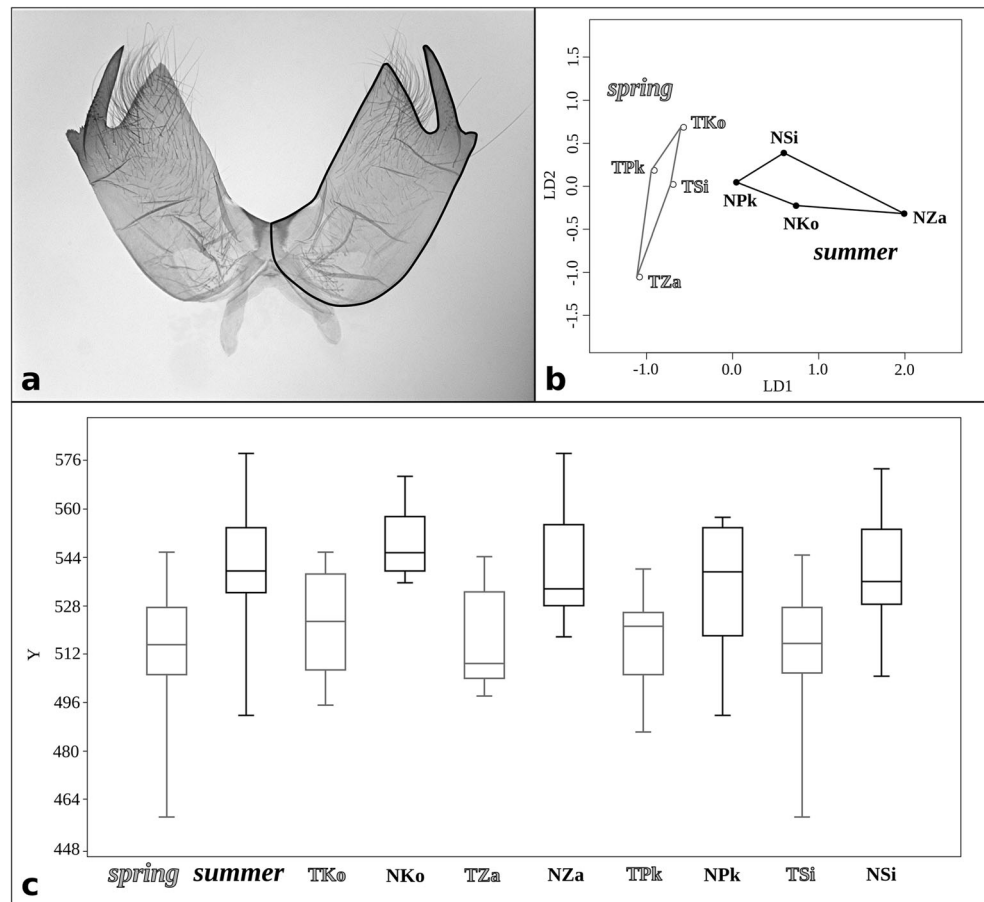 a
b
spring
summer
TKo
TPk
TSi
TZa
NSi
NPk
NKo
NZa
LD2
1.5
1.0
0.5
0.0
-0.5
-1.0
-1.5
-1.0 0.0 1.0 2.0
LD1
c
Y
576
560
544
528
512
496
480
464
448
spring summer TKo NKo TZa NZa TPk NPk TSi NSi